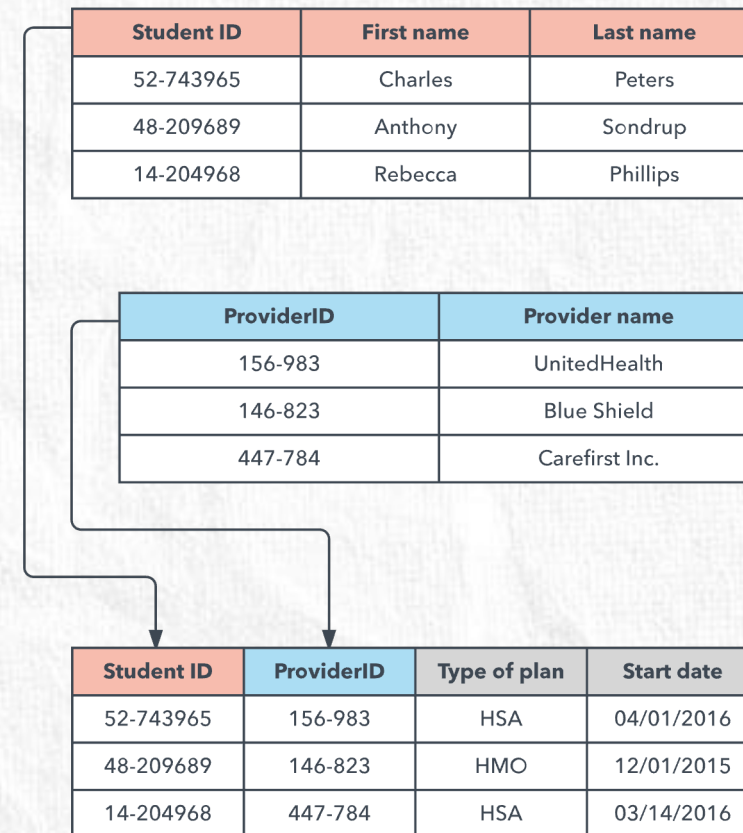 Student ID First name Last name
52-743965 Charles Peters
48-209689 Anthony Sondrup
14-204968 Rebecca Phillips
ProviderID Provider name
156-983 UnitedHealth
146-823 Blue Shield
447-784 Carefirst Inc.
Student ID ProviderID Type of plan Start date
52-743965 156-983 HSA 04/01/2016
48-209689 146-823 HMO 12/01/2015
14-204968 447-784 HSA 03/14/2016